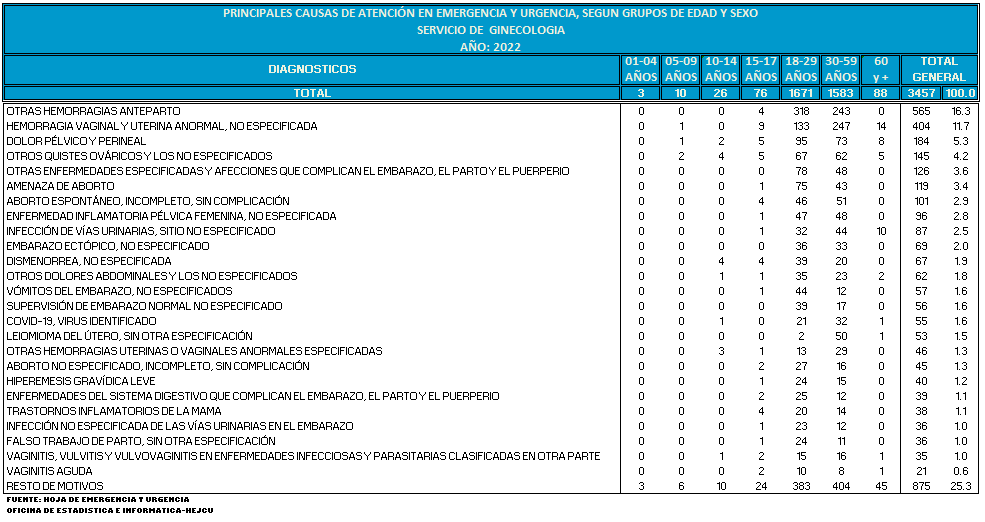 PRINCIPALES CAUSAS DE ATENCIÓN EN EMERGENCIA Y URGENCIA, SEGUN GRUPOS DE EDAD Y SEXO
SERVICIO DE GINECOLOGIA
AÑO: 2022
DIAGNOSTICOS 01-04 AÑOS 05-09 AÑOS 10-14 AÑOS 15-17 AÑOS 18-29 AÑOS 30-59 AÑOS 60 y + TOTAL GENERAL
TOTAL 3 10 26 76 1671 1583 88 3457 100.0
OTRAS HEMORRAGIAS ANTEPARTO 0 0 0 4 318 243 0 565 16.3
HEMORRAGIA VAGINAL Y UTERINA ANORMAL, NO ESPECIFICADA 0 1 0 9 133 247 14 404 11.7
DOLOR PÉLVICO Y PERINEAL 0 1 2 5 95 73 8 184 5.3
OTROS QUISTES OVÁRICOS Y LOS NO ESPECIFICADOS 0 2 4 5 67 62 5 145 4.2
OTRAS ENFERMEDADES ESPECIFICADAS Y AFECCIONES QUE COMPLICAN EL EMBARAZO, EL PARTO Y EL PUERPERIO 0 0 0 0 78 48 0 126 3.6
AMENAZA DE ABORTO 0 0 0 1 75 43 0 119 3.4
ABORTO ESPONTÁNEO, INCOMPLETO, SIN COMPLICACIÓN 0 0 0 4 46 51 0 101 2.9
ENFERMEDAD INFLAMATORIA PÉLVICA FEMENINA, NO ESPECIFICADA 0 0 0 1 47 48 0 96 2.8
INFECCIÓN DE VÍAS URINARIAS, SITIO NO ESPECIFICADO 0 0 0 1 32 44 10 87 2.5
EMBARAZO ECTÓPICO, NO ESPECIFICADO 0 0 0 0 36 33 0 69 2.0
DISMENORREA, NO ESPECIFICADA 0 0 4 4 39 20 0 67 1.9
OTROS DOLORES ABDOMINALES Y LOS NO ESPECIFICADOS 0 0 1 1 35 23 2 62 1.8
VÓMITOS DEL EMBARAZO, NO ESPECIFICADOS 0 0 0 1 44 12 0 57 1.6
SUPERVISIÓN DE EMBARAZO NORMAL NO ESPECIFICADO 0 0 0 0 39 17 0 56 1.6
COVID-19, VIRUS IDENTIFICADO 0 0 1 0 21 32 1 55 1.6
LEIOMIOMA DEL ÚTERO, SIN OTRA ESPECIFICACIÓN 0 0 0 0 2 50 1 53 1.5
OTRAS HEMORRAGIAS UTERINAS O VAGINALES ANORMALES ESPECIFICADAS 0 0 3 1 13 29 0 46 1.3
ABORTO NO ESPECIFICADO, INCOMPLETO, SIN COMPLICACIÓN 0 0 0 2 27 16 0 45 1.3
HIPEREMESIS GRAVÍDICA LEVE 0 0 0 1 24 15 0 40 1.2
ENFERMEDADES DEL SISTEMA DIGESTIVO QUE COMPLICAN EL EMBARAZO, EL PARTO Y EL PUERPERIO 0 0 0 2 25 12 0 39 1.1
TRASTORNOS INFLAMATORIOS DE LA MAMA 0 0 0 4 20 14 0 38 1.1
INFECCIÓN NO ESPECIFICADA DE LAS VÍAS URINARIAS EN EL EMBARAZO 0 0 0 1 23 12 0 36 1.0
FALSO TRABAJO DE PARTO, SIN OTRA ESPECIFICACIÓN 0 0 0 1 24 11 0 36 1.0
VAGINITIS, VULVITIS Y VULVOVAGINITIS EN ENFERMEDADES INFECCIOSAS Y PARASITARIAS CLASIFICADAS EN OTRA PARTE 0 0 1 2 15 16 1 35 1.0
VAGINITIS AGUDA 0 0 0 2 10 8 1 21 0.6
RESTO DE MOTIVOS 3 6 10 24 383 404 45 875 25.3
FUENTE: HOJA DE EMERGENCIA Y URGENCIA
OFICINA DE ESTADISTICA E INFORMATICA-HEJCU